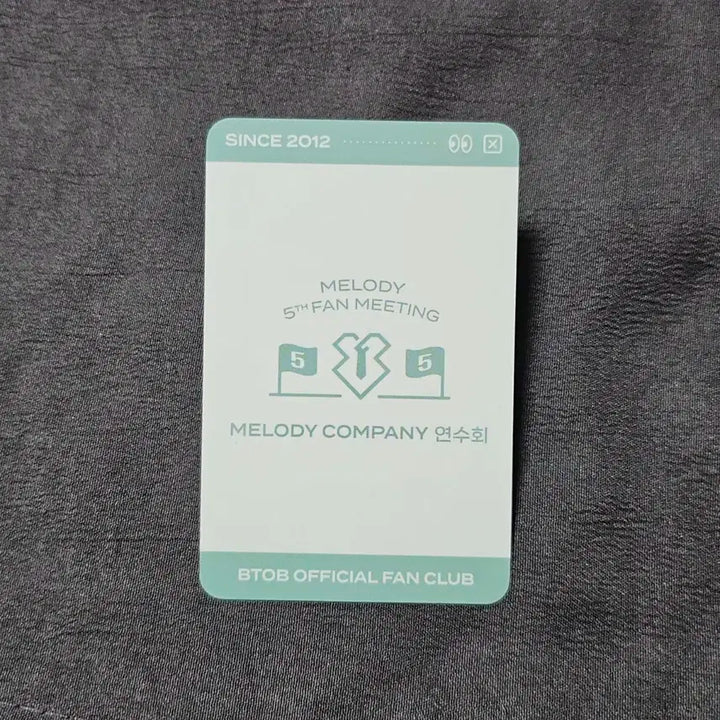 SINCE 2012
MELODY
5TH FAN MEETING
5 5
MELODY COMPANY 연수회
BTOB OFFICIAL FAN CLUB